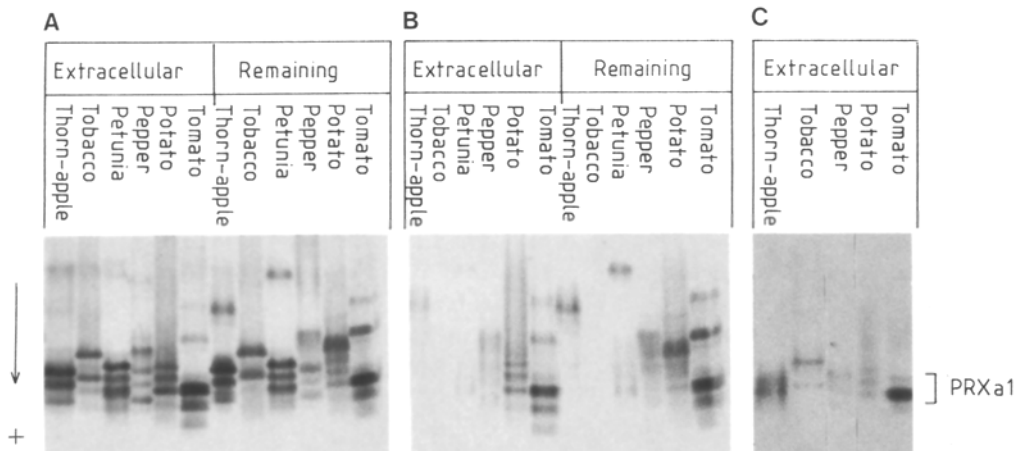 A
B
C
Extracellular
Remaining
Extracellular
Remaining
Extracellular
Thorn-apple
Tobacco
Petunia
Pepper
Potato
Tomato
Thorn-apple
Tobacco
Petunia
Pepper
Potato
Tomato
Thorn-apple
Tobacco
Petunia
Pepper
Potato
Tomato
Thorn-apple
Tobacco
Petunia
Pepper
Potato
Tomato
Thorn-apple
Tobacco
Pepper
Potato
Tomato
PRXa1
+